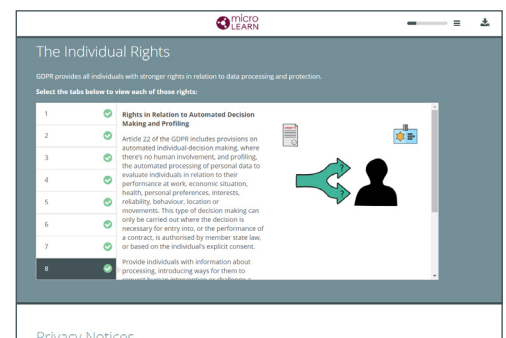 micro
LEARN
The Individual Rights
GDPR provides all individuals with stronger rights in relation to data processing and protection.
Select the tabs below to view each of those rights:
1
2
3
4
5
6
7
8
Rights in Relation to Automated Decision
Making and Profiling
Article 22 of the GDPR includes provisions on
automated individual-decision making, where
there's no human involvement, and profiling,
the automated processing of personal data to
evaluate individuals in relation to their
performance at work, economic situation,
health, personal preferences, interests,
reliability, behaviour, location or
movements. This type of decision making can
only be carried out where the decision is
necessary for entry into, or the performance of
a contract, is authorised by member state law,
or based on the individual's explicit consent.
Provide individuals with information about
processing, introducing ways for them to
request human intervention or challenge a
?
?
Privacy Notices